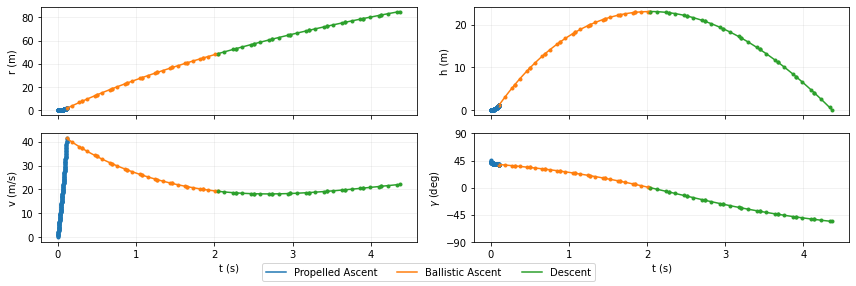 r (m)
80
60
40
20
0
h (m)
20
10
0
v (m/s)
40
30
20
10
0
0 1 2 3 4
t (s)
γ (deg)
90
45
0
−45
−90
0 1 2 3 4
t (s)
Propelled Ascent Ballistic Ascent Descent